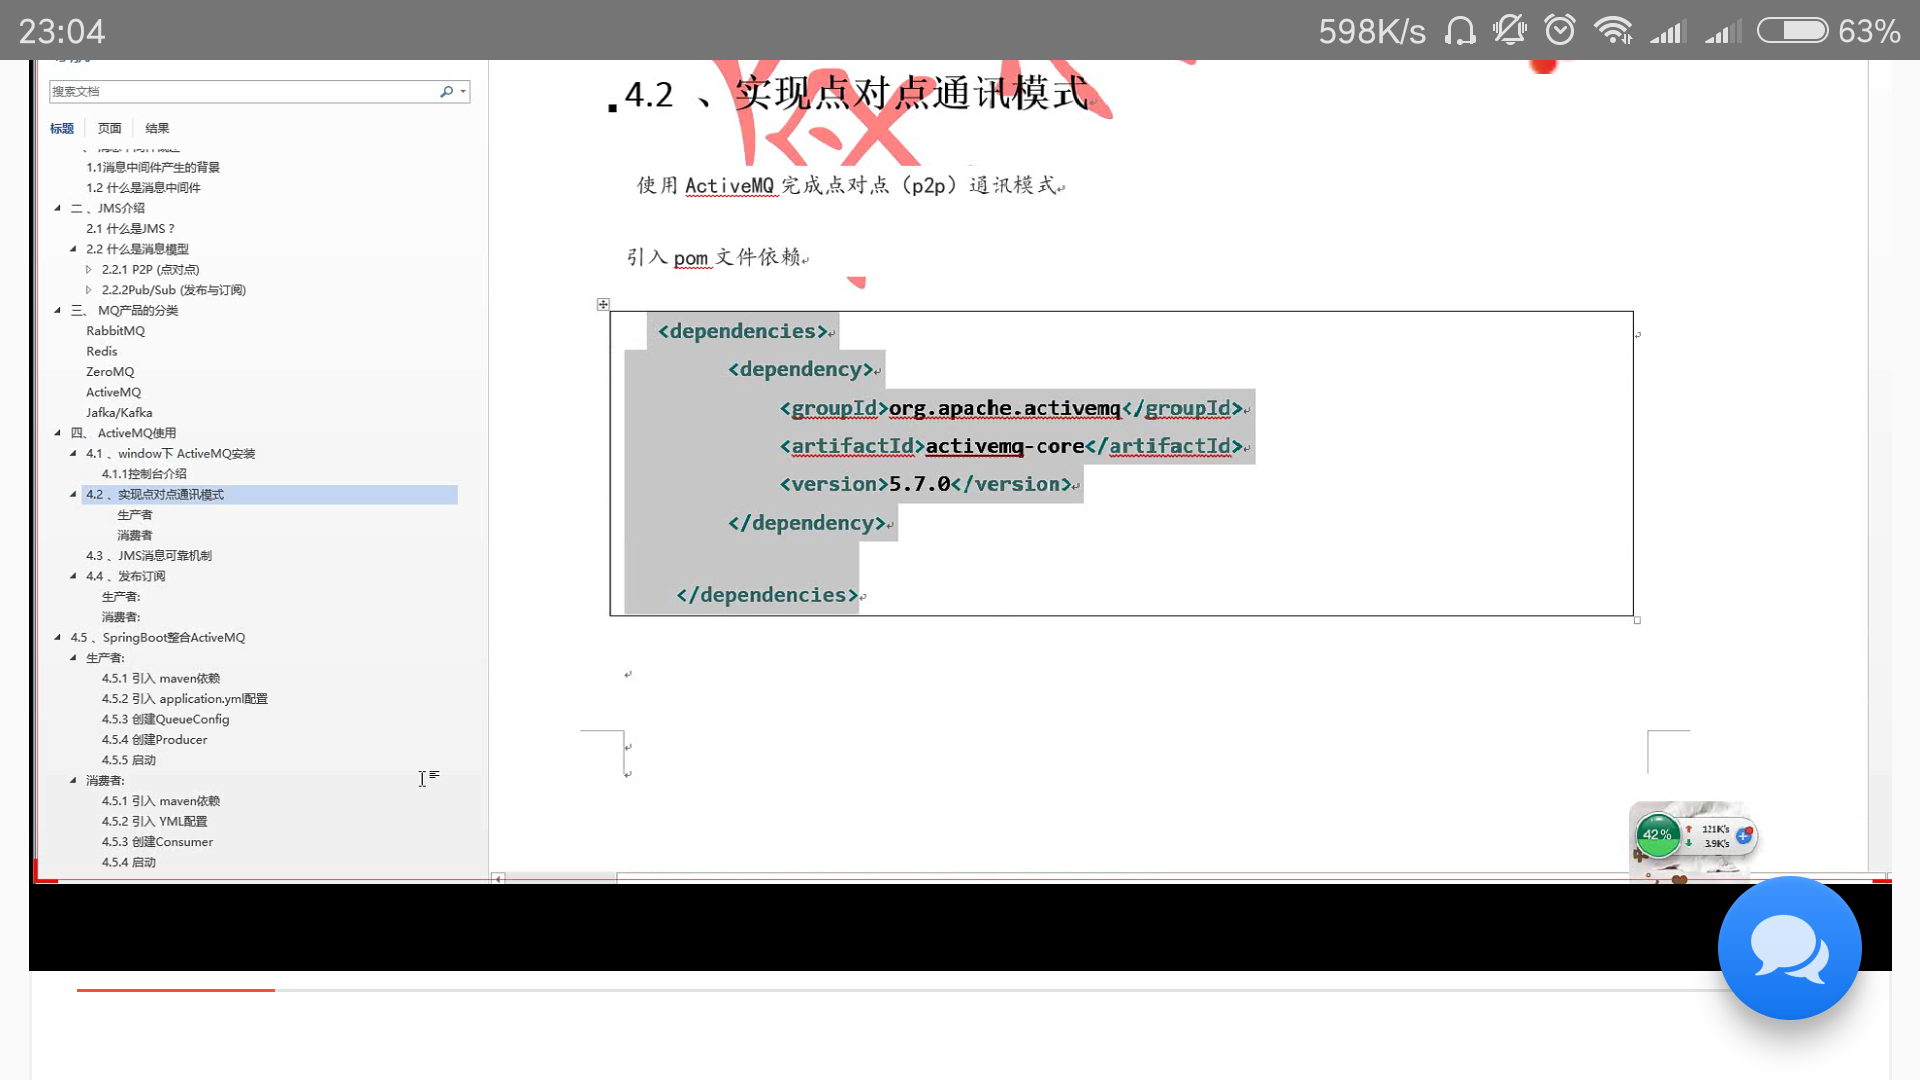 23:04
598K/s
63%
搜索文档
标题 页面 结果
1.1消息中间件产生的背景
1.2 什么是消息中间件
二 、JMS介绍
2.1 什么是JMS？
2.2 什么是消息模型
2.2.1 P2P (点对点)
2.2.2Pub/Sub (发布与订阅)
三、 MQ产品的分类
RabbitMQ
Redis
ZeroMQ
ActiveMQ
Jafka/Kafka
四、 ActiveMQ使用
4.1 、window下 ActiveMQ安装
4.1.1控制台介绍
4.2 、实现点对点通讯模式
生产者
消费者
4.3 、JMS消息可靠机制
4.4 、发布订阅
生产者:
消费者:
4.5 、SpringBoot整合ActiveMQ
生产者:
4.5.1 引入 maven依赖
4.5.2 引入 application.yml配置
4.5.3 创建QueueConfig
4.5.4 创建Producer
4.5.5 启动
消费者:
4.5.1 引入 maven依赖
4.5.2 引入 YML配置
4.5.3 创建Consumer
4.5.4 启动
4.2 、实现点对点通讯模式
使用 ActiveMQ 完成点对点（p2p）通讯模式
引入 pom 文件依赖
<dependencies>
<dependency>
<groupId>org.apache.activemq</groupId>
<artifactId>activemq-core</artifactId>
<version>5.7.0</version>
</dependency>
</dependencies>
42%
121K/s
3.9K/s